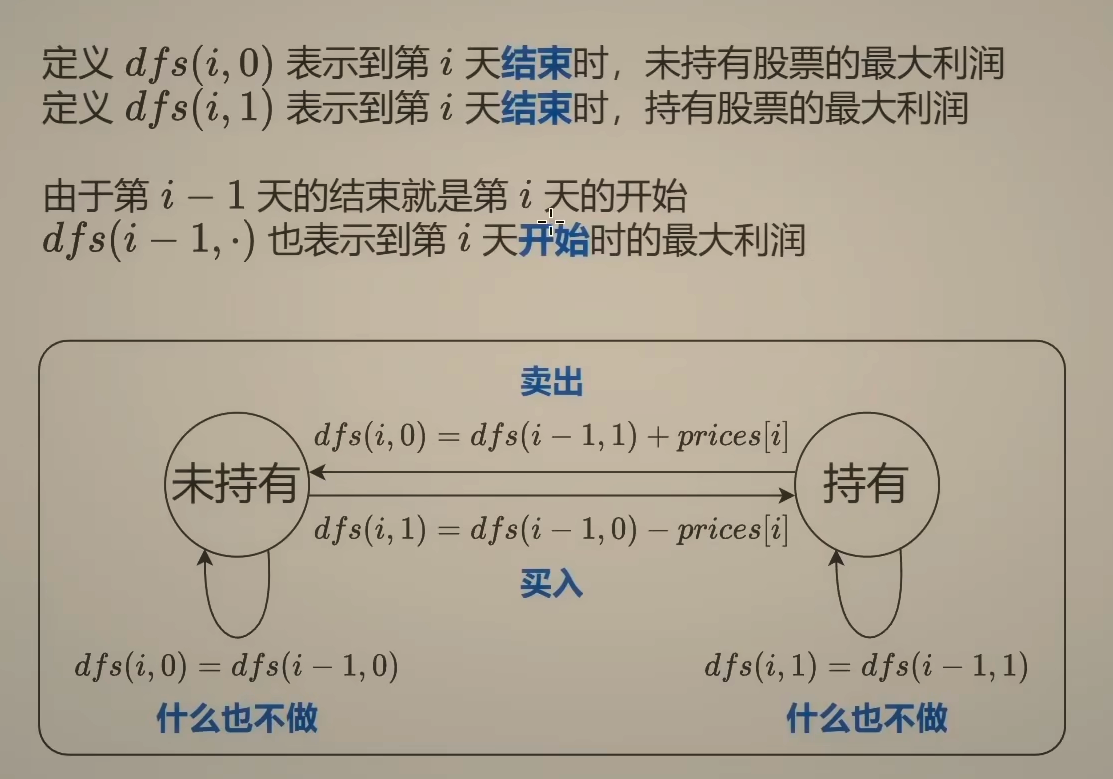 定义 dfs(i, 0) 表示到第 i 天结束时，未持有股票的最大利润
定义 dfs(i, 1) 表示到第 i 天结束时，持有股票的最大利润
由于第 i − 1 天的结束就是第 i 天的开始
dfs(i − 1, ·) 也表示到第 i 天开始时的最大利润
卖出
dfs(i, 0) = dfs(i − 1, 1) + prices[i]
未持有
持有
dfs(i, 1) = dfs(i − 1, 0) − prices[i]
买入
dfs(i, 0) = dfs(i − 1, 0)
dfs(i, 1) = dfs(i − 1, 1)
什么也不做
什么也不做